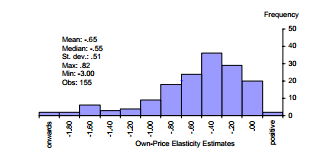 Frequency
50
Mean: -.65
Median: -.55
St. dev.: .51
Max: .82
Min: -3.00
Obs: 155
40
30
20
10
0
onwards
-1.80
-1.60
-1.40
-1.20
-1.00
-.80
-.60
-.40
-.20
.00
positive
Own-Price Elasticity Estimates